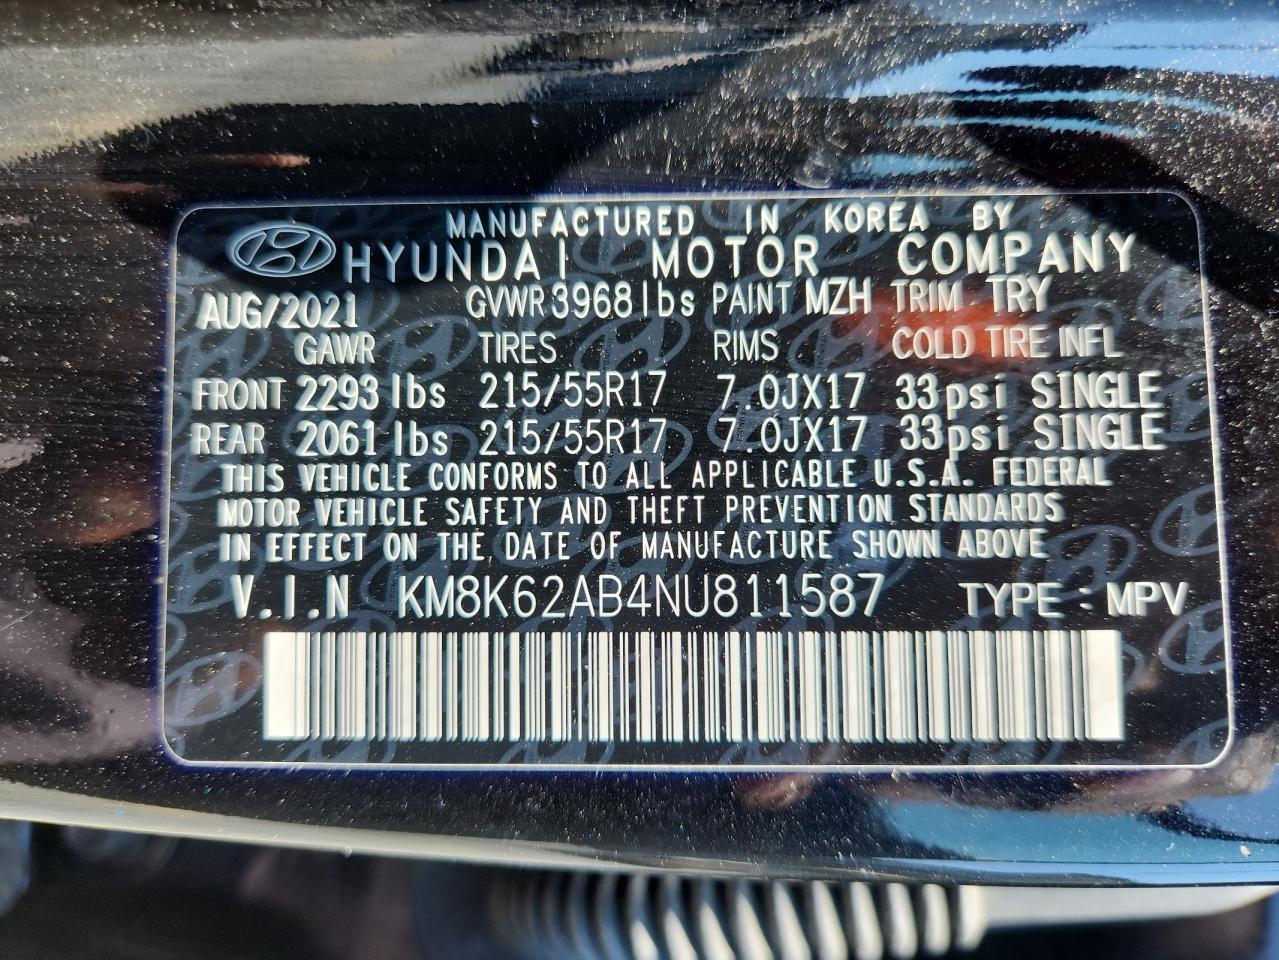 MANUFACTURED IN KOREA BY
HYUNDAI MOTOR COMPANY
AUG/2021 GVWR 3968 lbs PAINT MZH TRIM TRY
GAWR TIRES RIMS COLD TIRE INFL
FRONT 2293 lbs 215/55R17 7.0JX17 33psi SINGLE
REAR 2061 lbs 215/55R17 7.0JX17 33psi SINGLE
THIS VEHICLE CONFORMS TO ALL APPLICABLE U.S.A. FEDERAL
MOTOR VEHICLE SAFETY AND THEFT PREVENTION STANDARDS
IN EFFECT ON THE DATE OF MANUFACTURE SHOWN ABOVE
V.I.N KM8K62AB4NU811587 TYPE : MPV